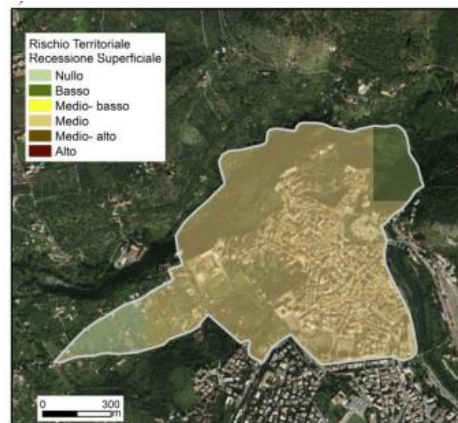 Rischio Territoriale
Recessione Superficiale
Nullo
Basso
Medio- basso
Medio
Medio- alto
Alto
0 300
m